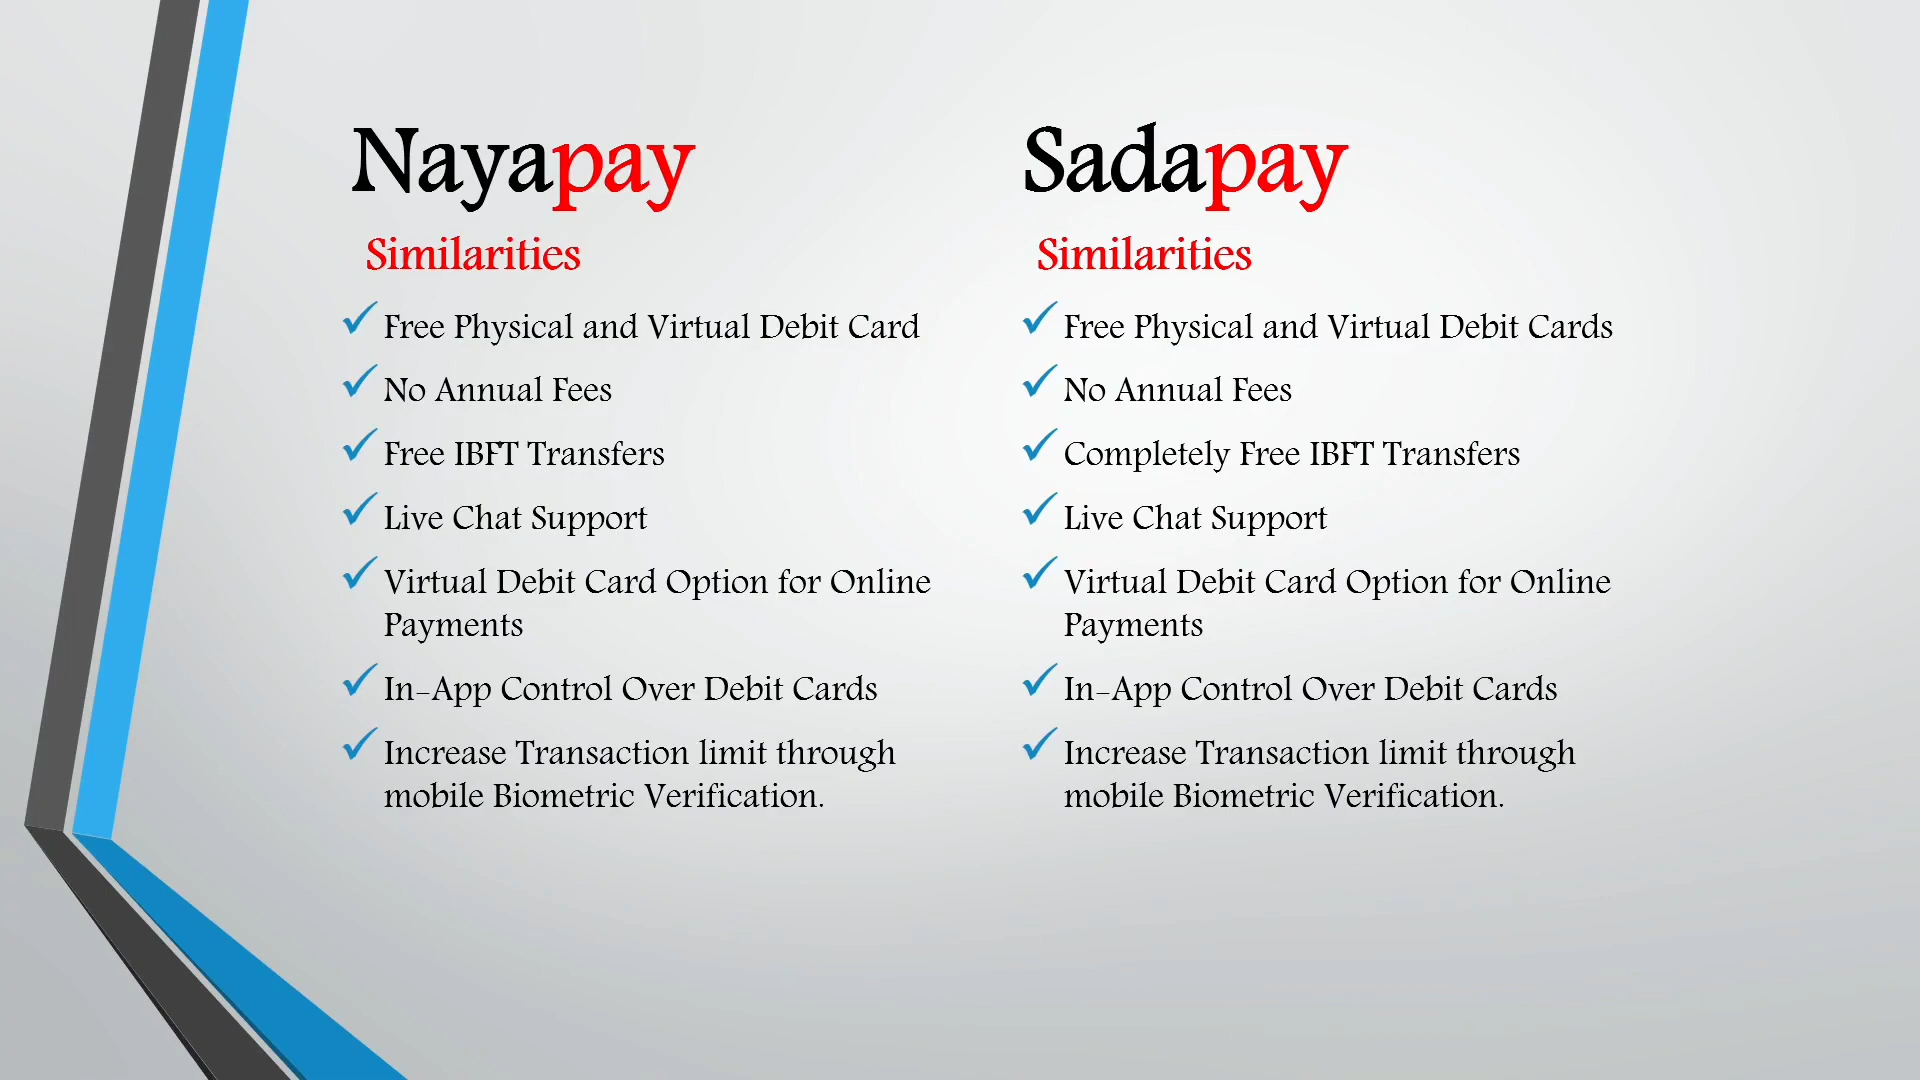 Nayapay
Similarities
Free Physical and Virtual Debit Card
No Annual Fees
Free IBFT Transfers
Live Chat Support
Virtual Debit Card Option for Online
Payments
In-App Control Over Debit Cards
Increase Transaction limit through
mobile Biometric Verification.
Sadapay
Similarities
Free Physical and Virtual Debit Cards
No Annual Fees
Completely Free IBFT Transfers
Live Chat Support
Virtual Debit Card Option for Online
Payments
In-App Control Over Debit Cards
Increase Transaction limit through
mobile Biometric Verification.